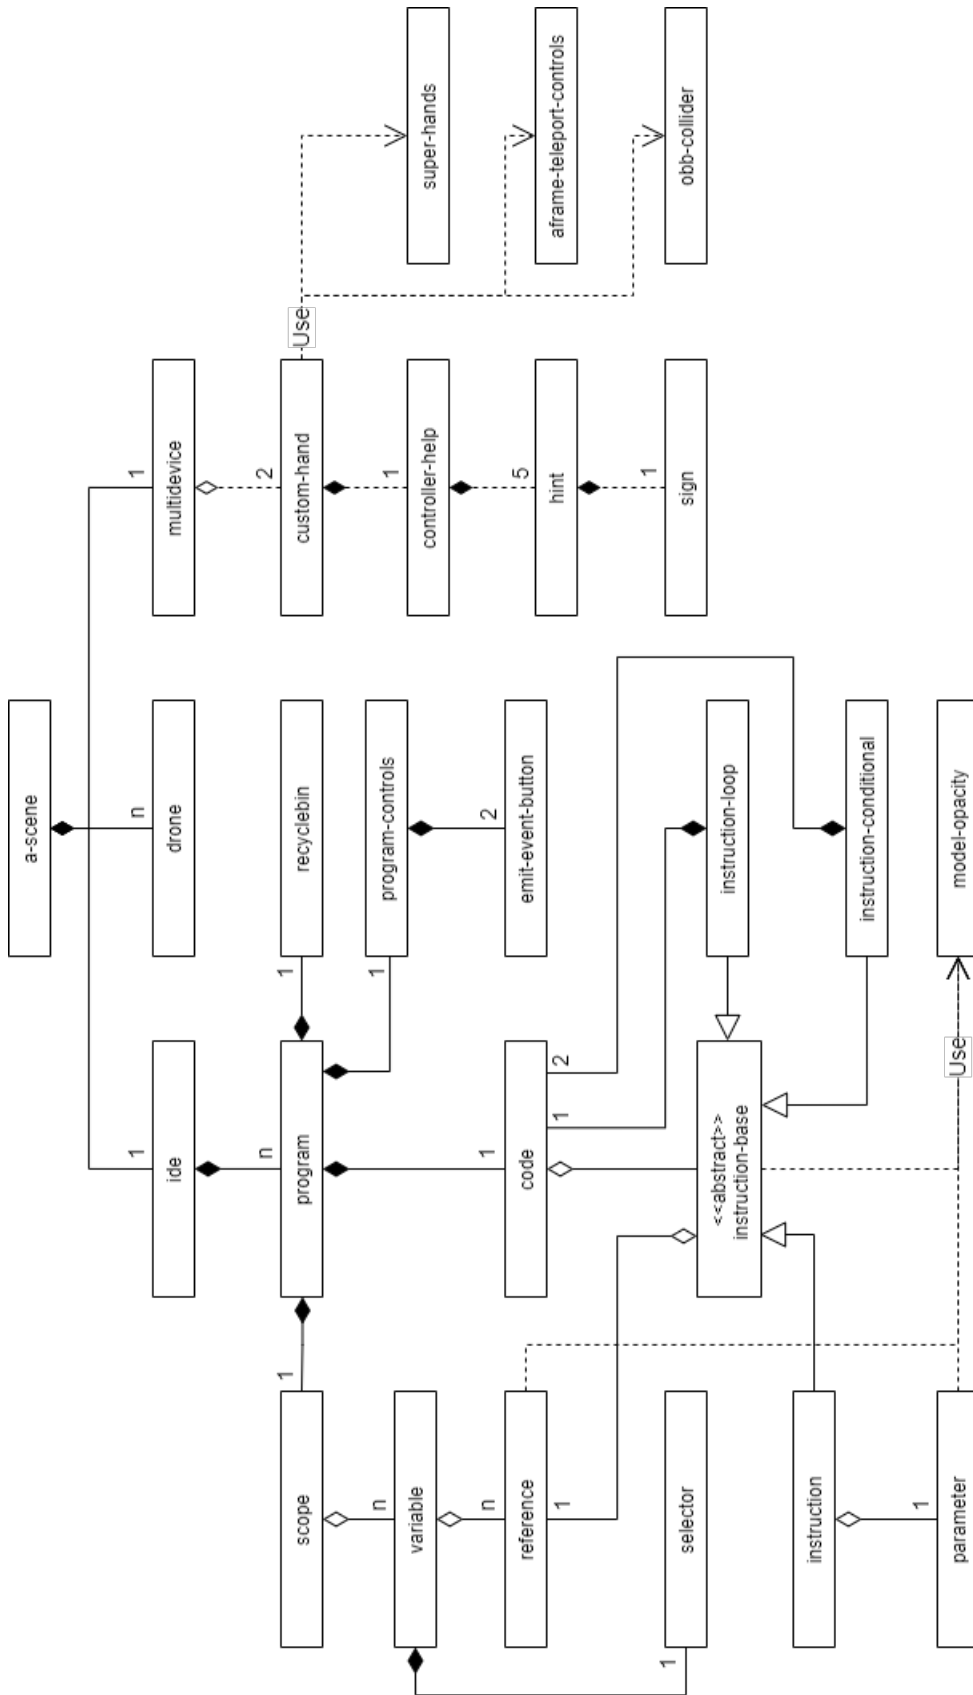 a-scene
1
n
1
ide
drone
multidevice
n
2
1
1
scope
program
recyclebin
custom-hand
Use
n
1
1
variable
program-controls
controller-help
super-hands
n
1
2
5
reference
code
emit-event-button
hint
aframe-teleport-controls
1
1
2
1
1
selector
<<abstract>>
instruction-base
instruction-loop
sign
obb-collider
instruction
instruction-conditional
1
parameter
Use
model-opacity